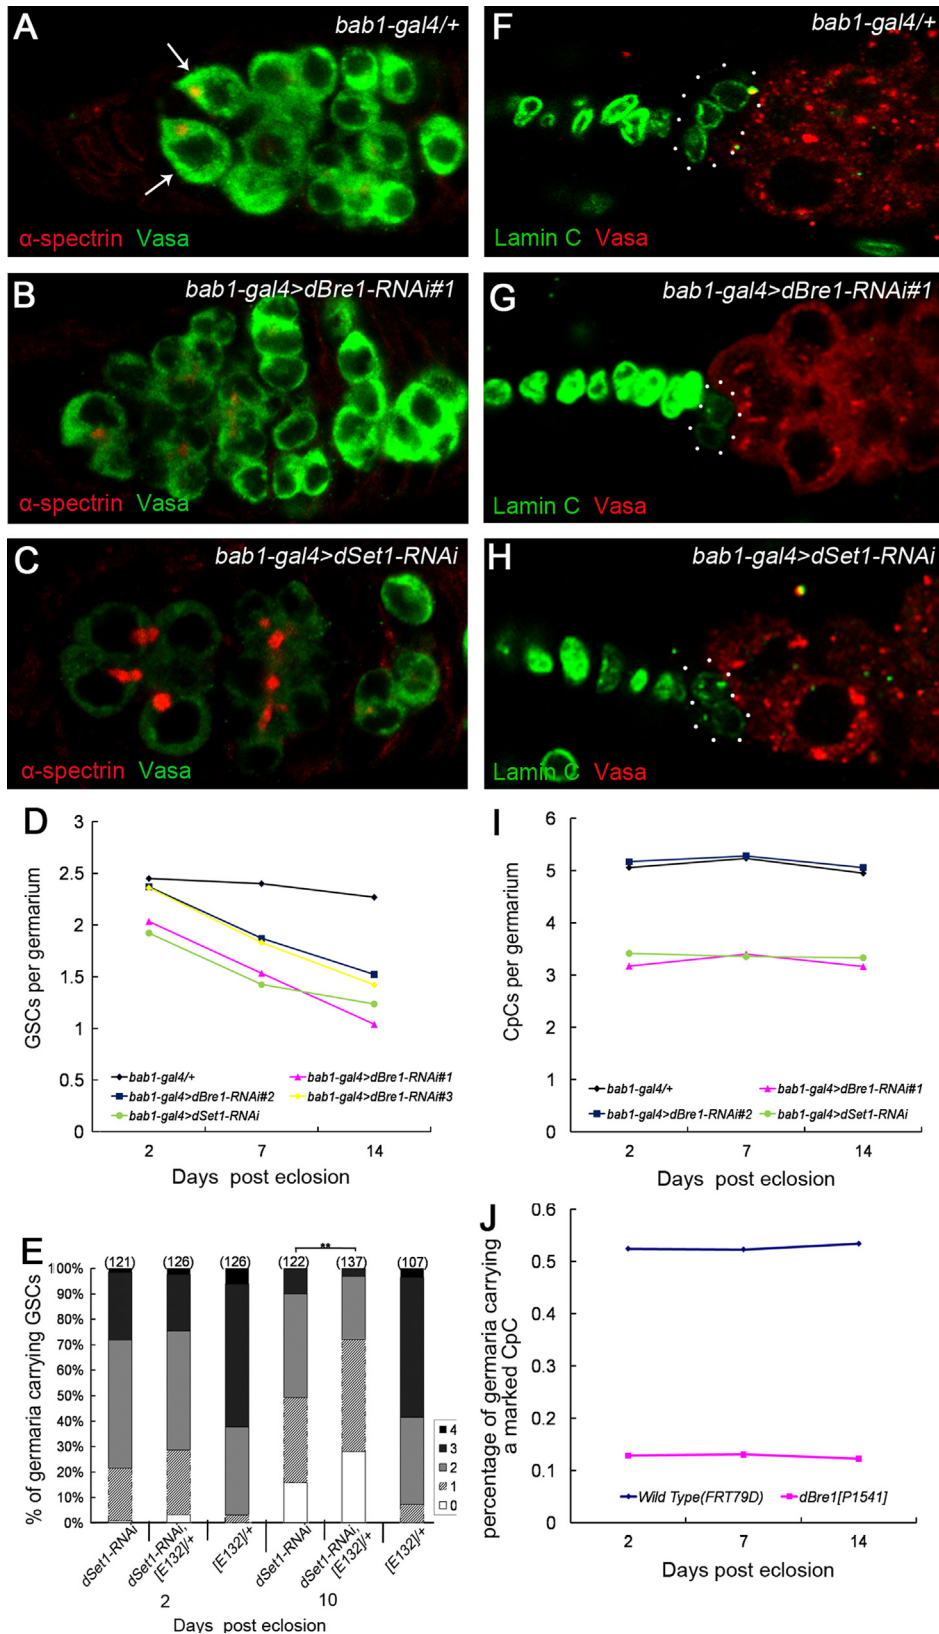 A
bab1-gal4/+
α-spectrin Vasa
B
bab1-gal4>dBre1-RNAi#1
α-spectrin Vasa
C
bab1-gal4>dSet1-RNAi
α-spectrin Vasa
D
GSCs per germarium
3
2.5
2
1.5
1
0.5
0
bab1-gal4/+
bab1-gal4>dBre1-RNAi#1
bab1-gal4>dBre1-RNAi#2
bab1-gal4>dBre1-RNAi#3
bab1-gal4>dSet1-RNAi
2 7 14
Days post eclosion
E
% of germaria carrying GSCs
(121) (126) (126) (122) (137) (107)
**
100%
90%
80%
70%
60%
50%
40%
30%
20%
10%
0%
4
3
2
1
0
dSet1-RNAi
dSet1-RNAi, [E132]/+
[E132]/+
dSet1-RNAi
dSet1-RNAi, [E132]/+
[E132]/+
2 10
Days post eclosion
F
bab1-gal4/+
Lamin C Vasa
G
bab1-gal4>dBre1-RNAi#1
Lamin C Vasa
H
bab1-gal4>dSet1-RNAi
Lamin C Vasa
I
CpCs per germarium
6
5
4
3
2
1
0
bab1-gal4/+
bab1-gal4>dBre1-RNAi#1
bab1-gal4>dBre1-RNAi#2
bab1-gal4>dSet1-RNAi
2 7 14
Days post eclosion
J
percentage of germaria carrying
a marked CpC
0.6
0.5
0.4
0.3
0.2
0.1
0
Wild Type(FRT79D)
dBre1[P1541]
2 7 14
Days post eclosion